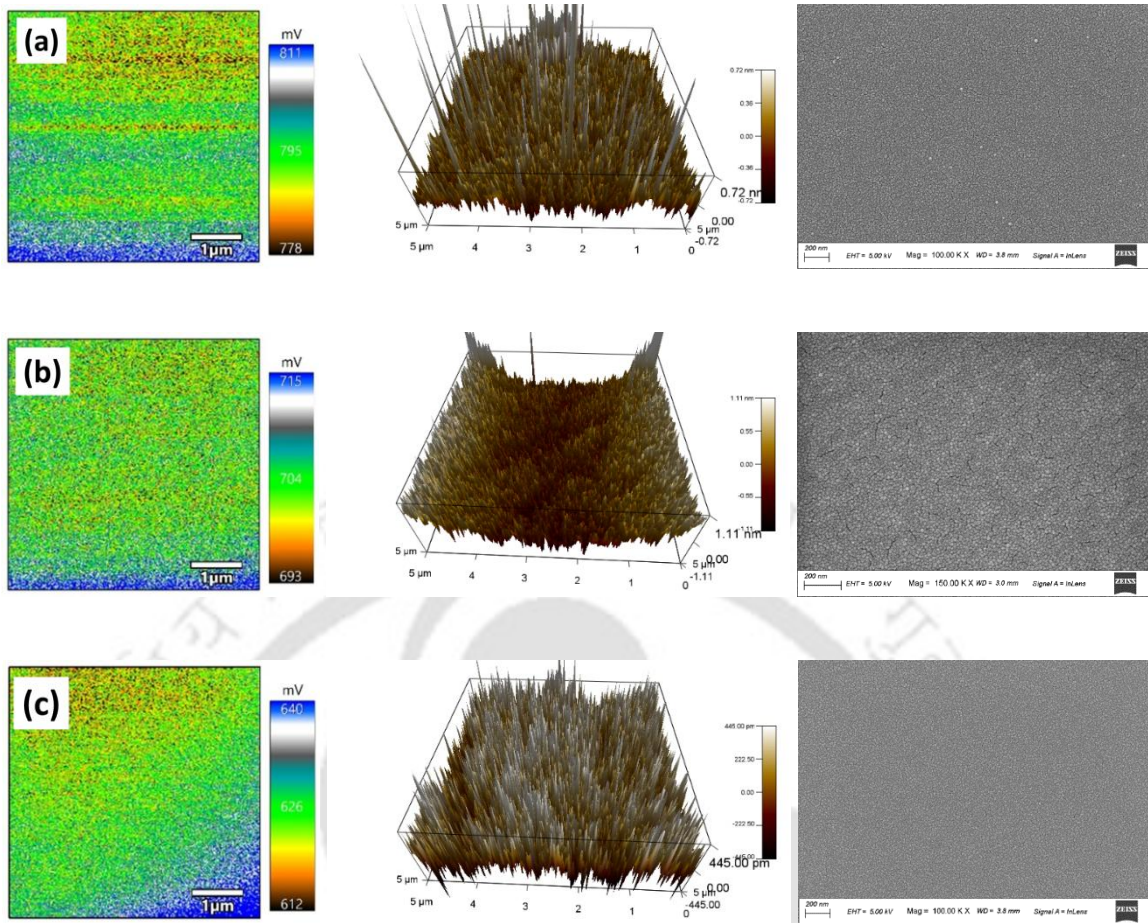 (a)
mV
811
795
778
1µm
0.72 nm
0.36
0.00
-0.36
-0.72
0.72 nm
0.00
-0.72
5 µm
5 µm 4 3 2 1 0
5 µm
200 nm EHT = 5.00 kV Mag = 100.00 K X WD = 3.8 mm Signal A = InLens ZEISS
(b)
mV
715
704
693
1µm
1.11 nm
0.55
0.00
-0.55
-1.11
1.11 nm
0.00
-1.11
5 µm
5 µm 4 3 2 1 0
5 µm
200 nm EHT = 5.00 kV Mag = 150.00 K X WD = 3.0 mm Signal A = InLens ZEISS
(c)
mV
640
626
612
1µm
445.00 pm
222.50
0.00
-222.50
-445.00
445.00 pm
0.00
-445.00
5 µm
5 µm 4 3 2 1 0
5 µm
200 nm EHT = 5.00 kV Mag = 100.00 K X WD = 3.8 mm Signal A = InLens ZEISS